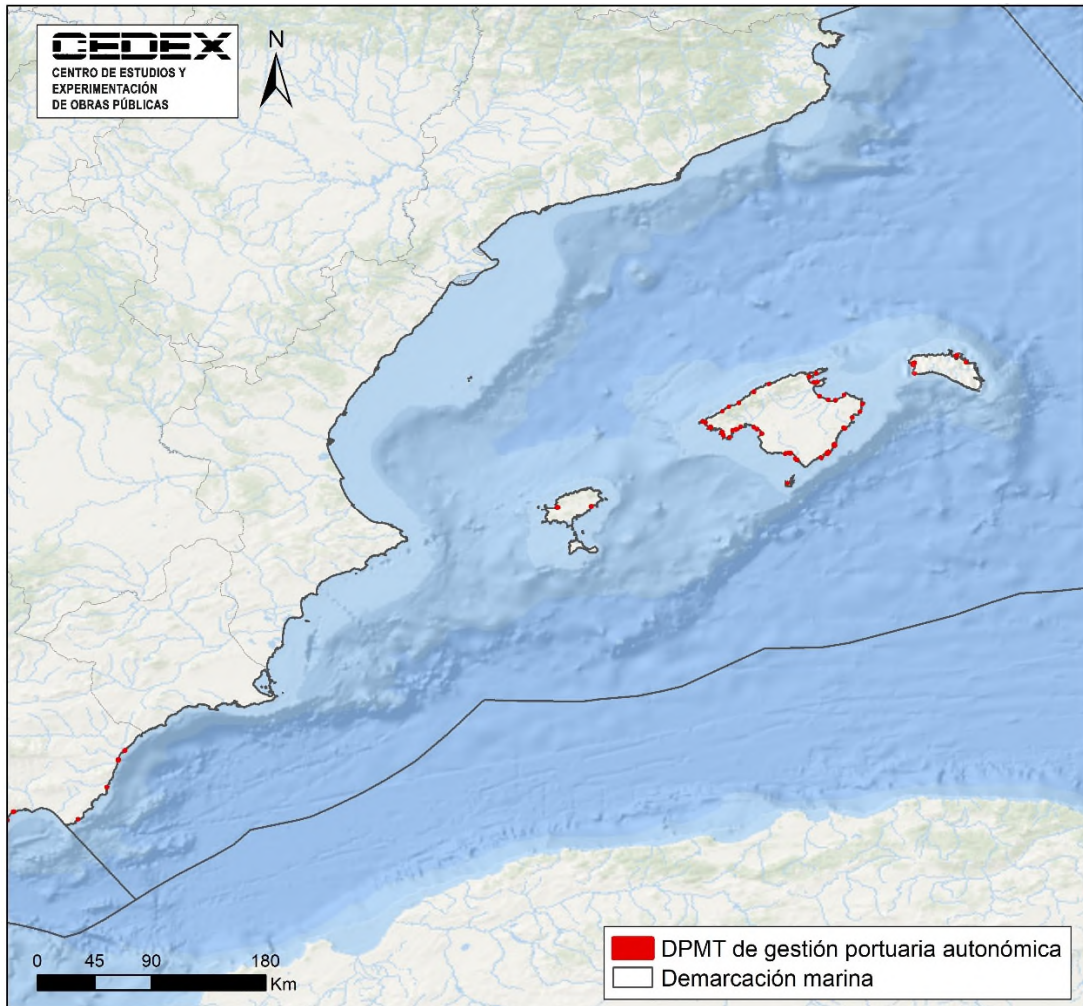 CEDEX
CENTRO DE ESTUDIOS Y
EXPERIMENTACIÓN
DE OBRAS PÚBLICAS
N
0 45 90 180
Km
DPMT de gestión portuaria autonómica
Demarcación marina